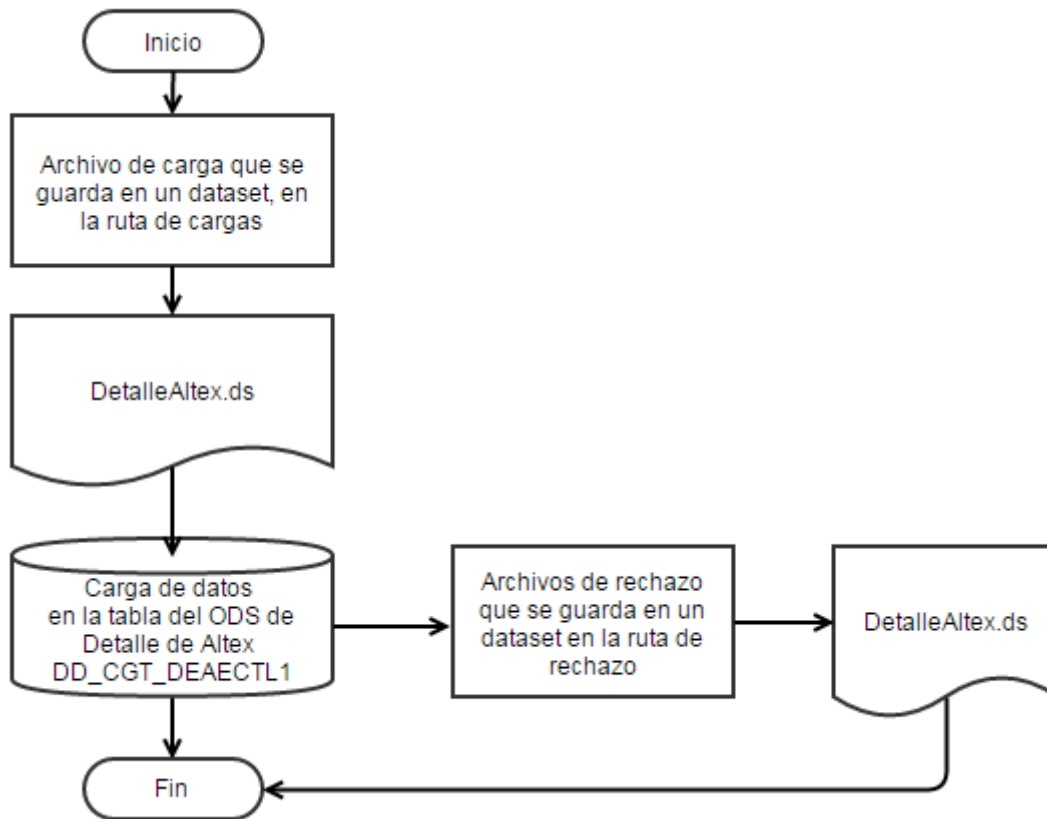 Inicio
Archivo de carga que se
guarda en un dataset, en
la ruta de cargas
DetalleAltex.ds
Carga de datos
en la tabla del ODS de
Detalle de Altex
DD_CGT_DEAECTL1
Archivos de rechazo
que se guarda en un
dataset en la ruta de
rechazo
DetalleAltex.ds
Fin